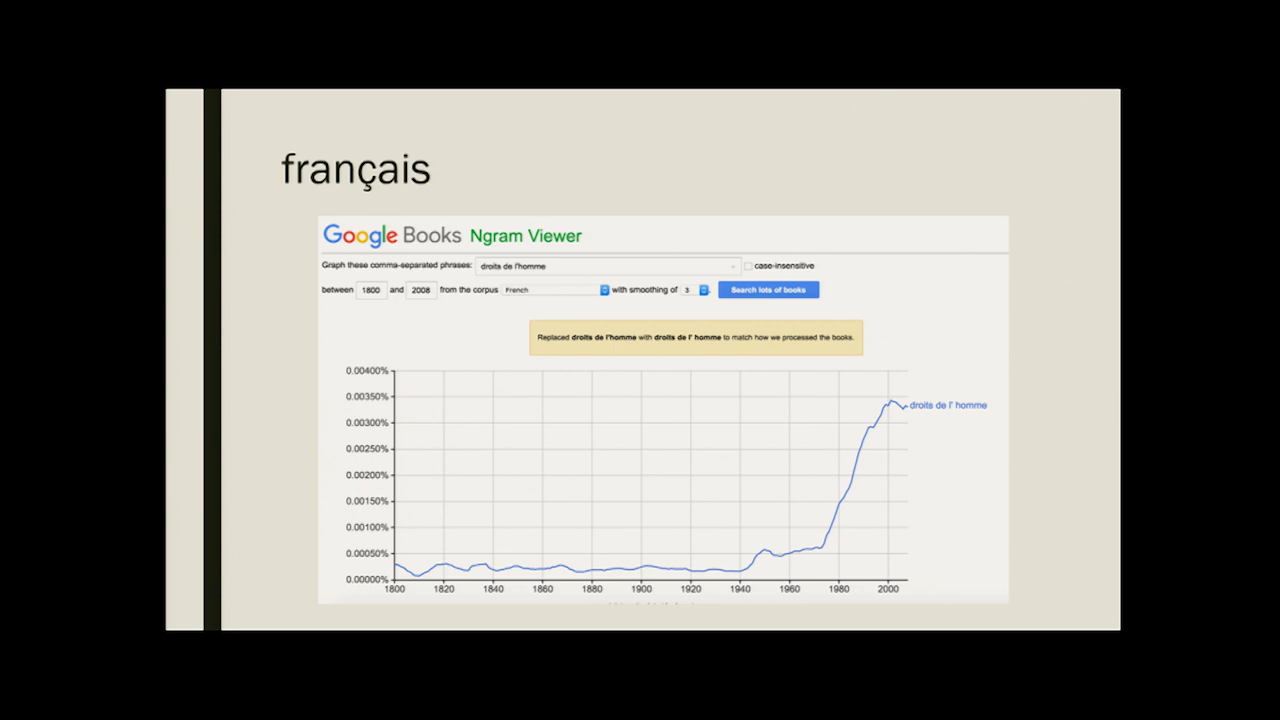 français
Google Books Ngram Viewer
Graph these comma-separated phrases: droits de l'homme case-insensitive
between 1800 and 2008 from the corpus French with smoothing of 3 Search lots of books
Replaced droits de l'homme with droits de l' homme to match how we processed the books.
0.00400%
0.00350%
droits de l' homme
0.00300%
0.00250%
0.00200%
0.00150%
0.00100%
0.00050%
0.00000%
1800 1820 1840 1860 1880 1900 1920 1940 1960 1980 2000